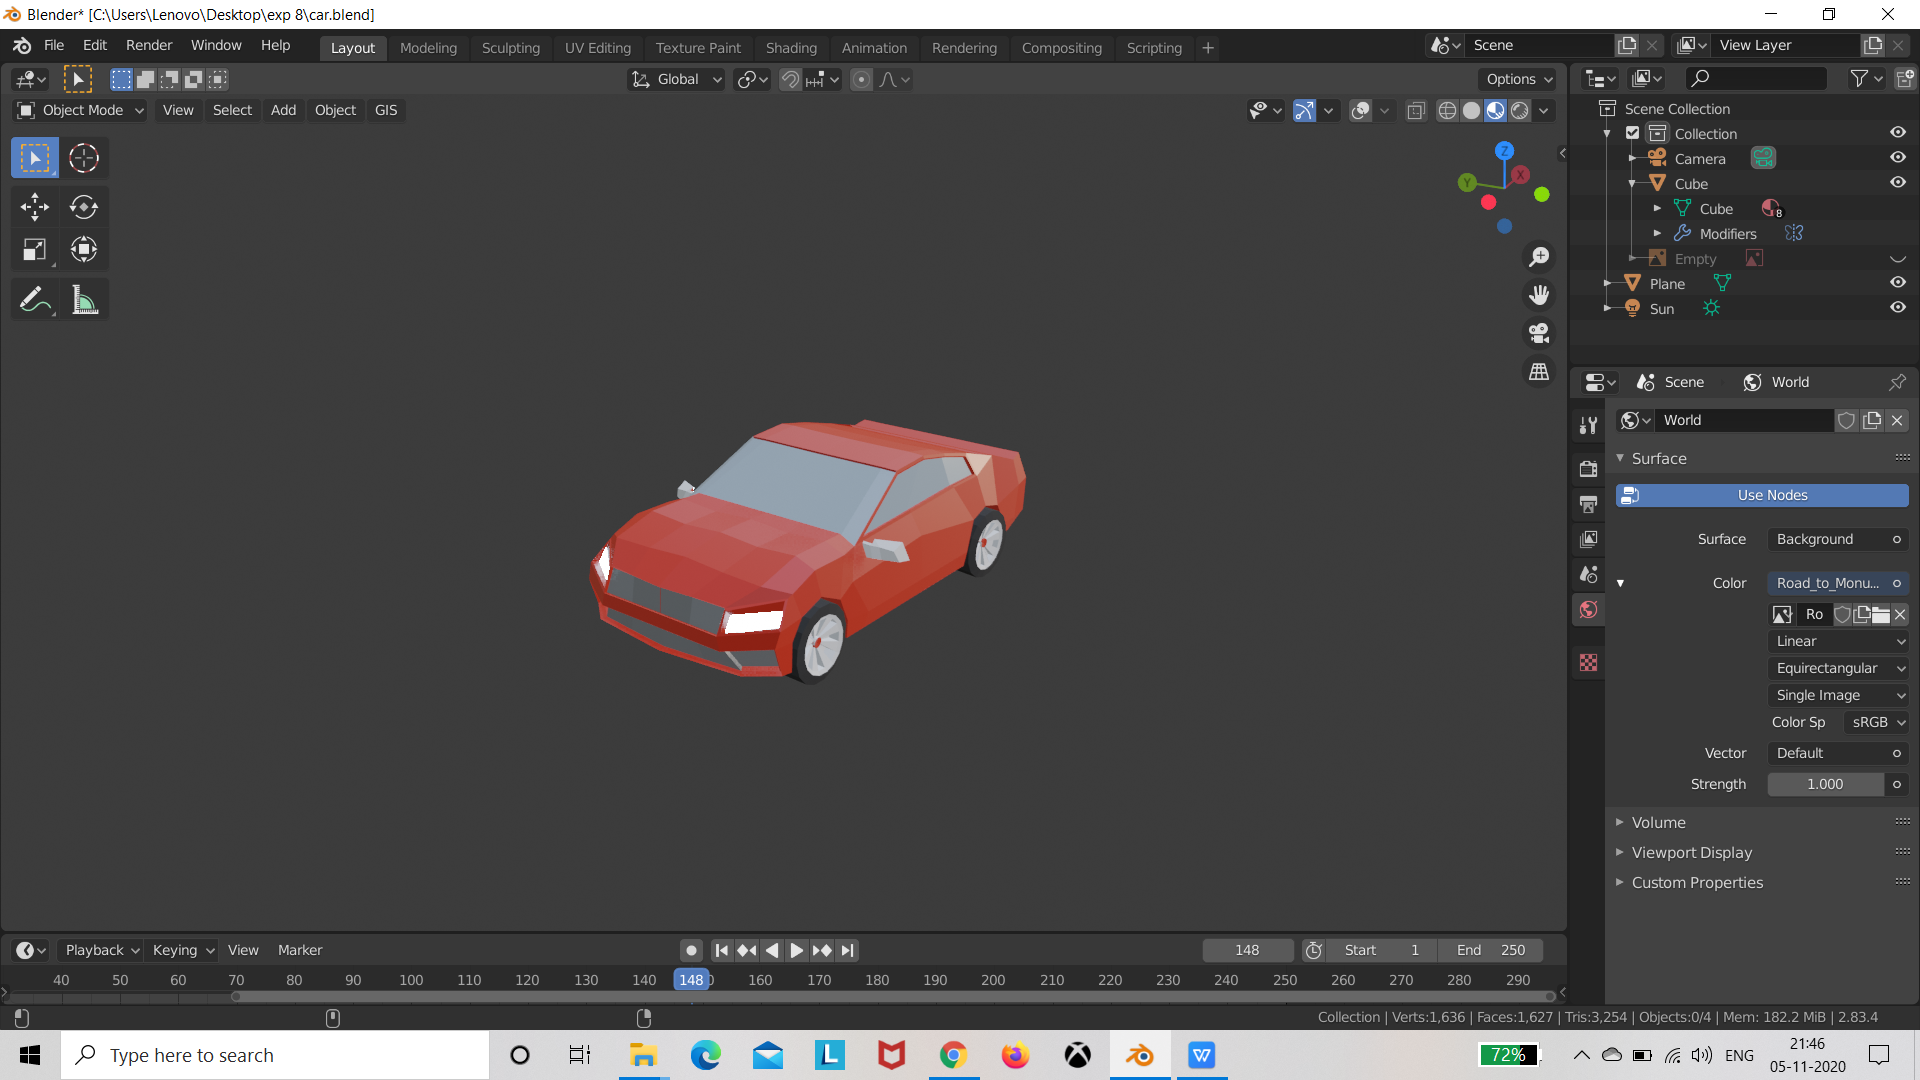 Blender* [C:\Users\Lenovo\Desktop\exp 8\car.blend]
File Edit Render Window Help Layout Modeling Sculpting UV Editing Texture Paint Shading Animation Rendering Compositing Scripting + Scene View Layer
Global Options
Object Mode View Select Add Object GIS
Scene Collection
Collection
Camera
Cube
Cube 8
Modifiers
Empty
Plane
Sun
Z
Y X
Scene World
World
Surface
Use Nodes
Surface Background
Color Road_to_Monu...
Ro
Linear
Equirectangular
Single Image
Color Sp sRGB
Vector Default
Strength 1.000
Volume
Viewport Display
Custom Properties
Playback Keying View Marker 148 Start 1 End 250
40 50 60 70 80 90 100 110 120 130 140 148 160 170 180 190 200 210 220 230 240 250 260 270 280 290
Collection | Verts:1,636 | Faces:1,627 | Tris:3,254 | Objects:0/4 | Mem: 182.2 MiB | 2.83.4
Type here to search L W 72% ENG 21:46
05-11-2020